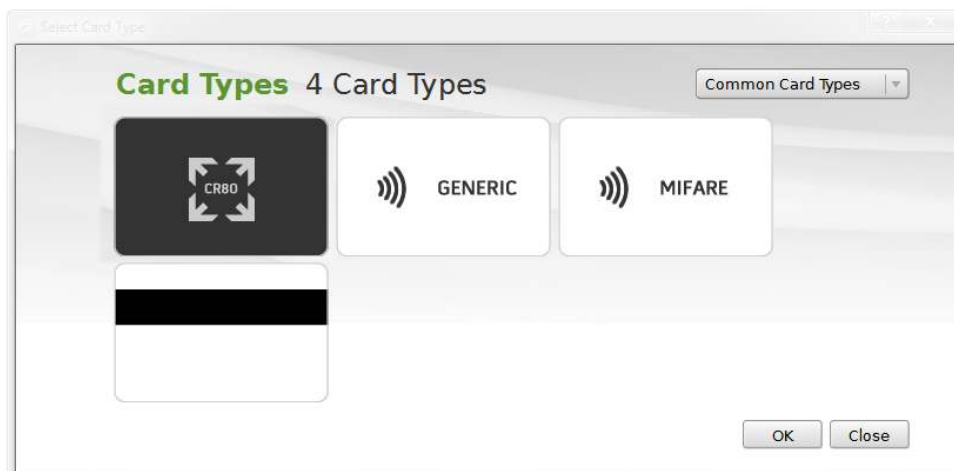 Select Card Type
Card Types 4 Card Types
Common Card Types
CR80
GENERIC
MIFARE
OK
Close